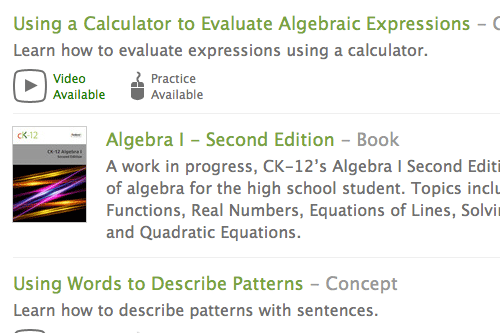 Using a Calculator to Evaluate Algebraic Expressions – C
Learn how to evaluate expressions using a calculator.
Video Available
Practice Available
cK-12
CK-12 Algebra I
Algebra I – Second Edition – Book
A work in progress, CK-12's Algebra I Second Editi
of algebra for the high school student. Topics inclu
Functions, Real Numbers, Equations of Lines, Solvin
and Quadratic Equations.
Using Words to Describe Patterns – Concept
Learn how to describe patterns with sentences.